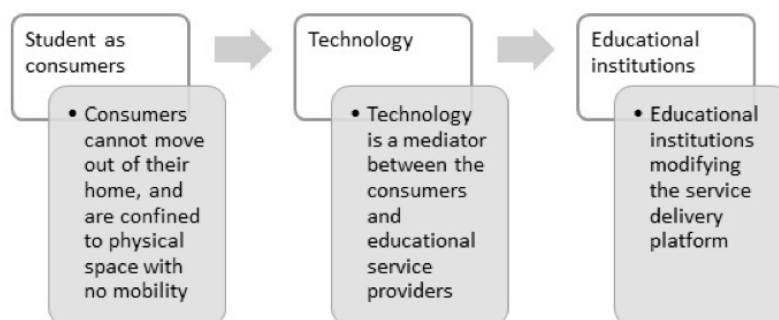 Student as
consumers
• Consumers
cannot move
out of their
home, and
are confined
to physical
space with
no mobility
Technology
• Technology
is a mediator
between the
consumers
and
educational
service
providers
Educational
institutions
• Educational
institutions
modifying
the service
delivery
platform